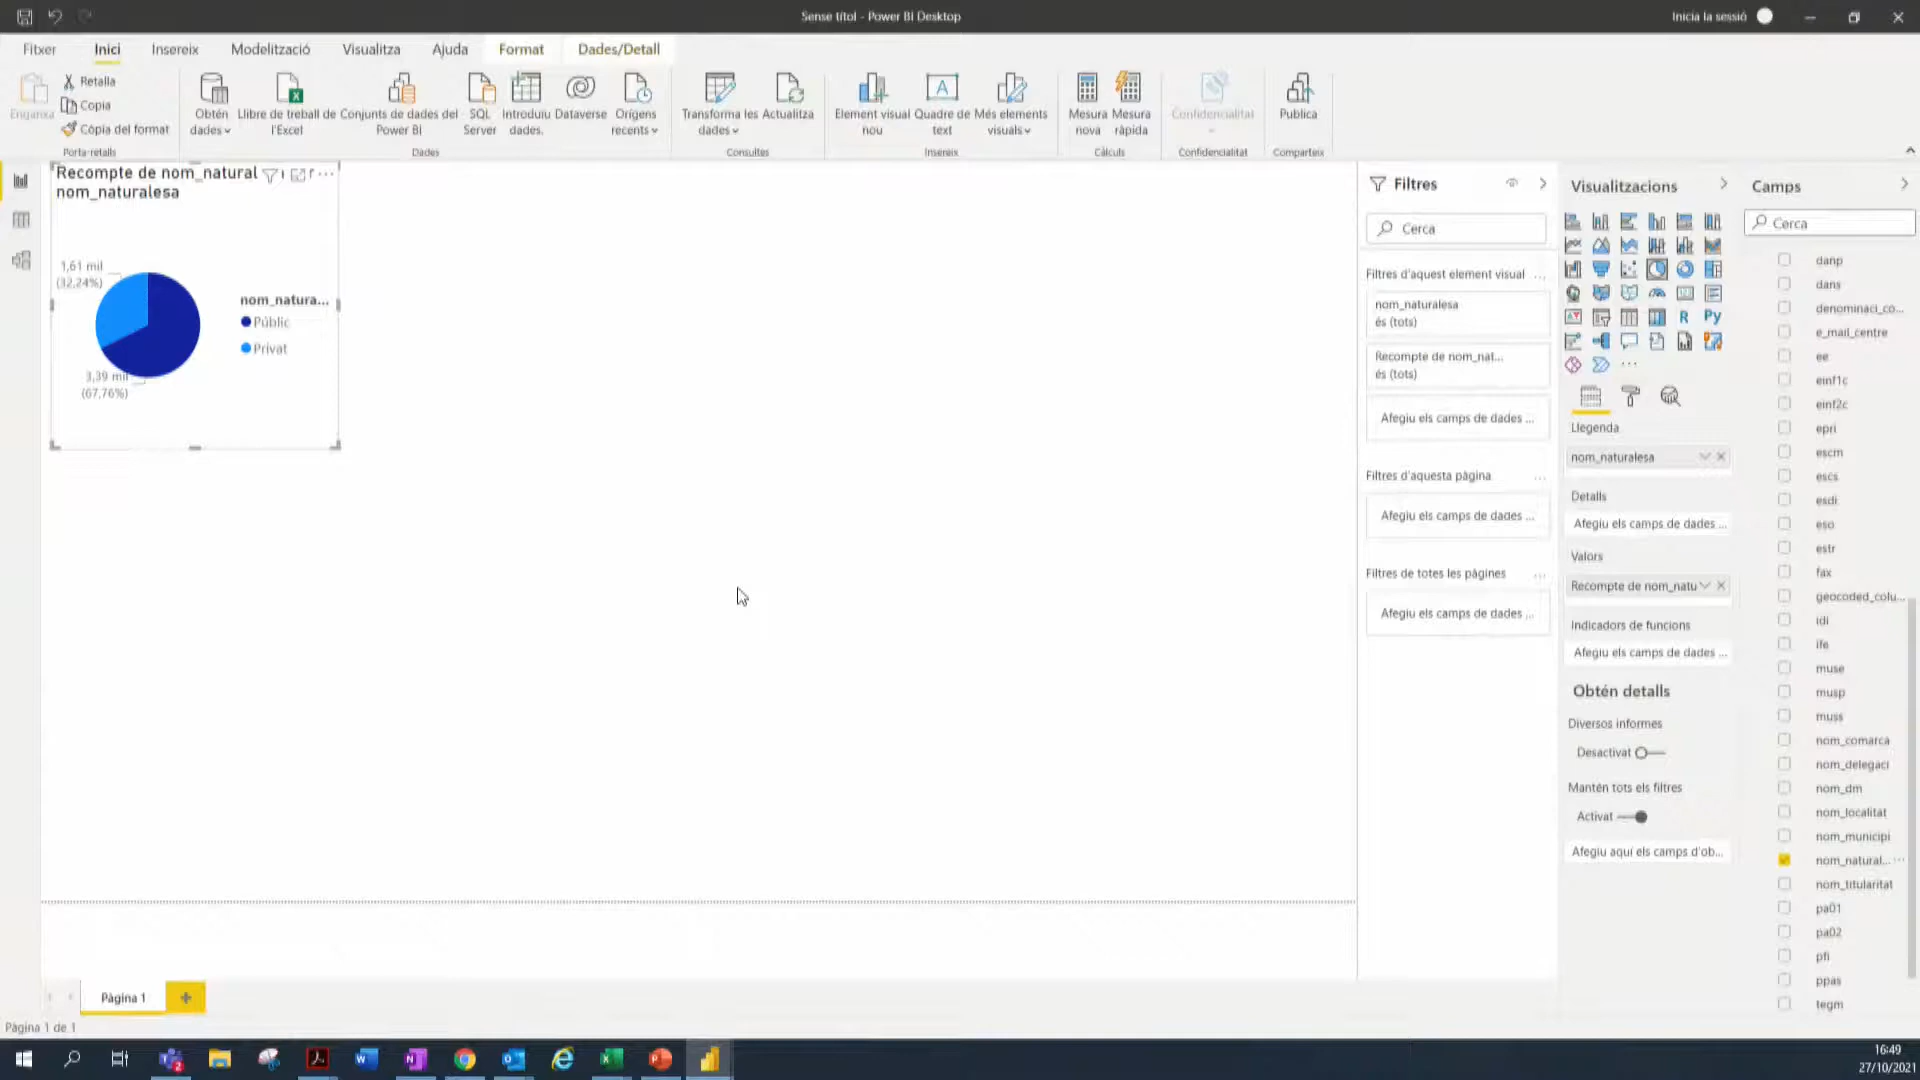 Sense títol - Power BI Desktop
Inicia la sessió
Fitxer
Inici
Insereix
Modelització
Visualitza
Ajuda
Format
Dades/Detall
Enganxa
Retalla
Copia
Còpia del format
Porta-retalls
Obtén dades
Llibre de treball de l'Excel
Conjunts de dades del Power BI
SQL Server
Introduïu dades.
Dataverse
Orígens recents
Dades
Transforma les dades
Actualitza
Consultes
Element visual nou
Quadre de text
Més elements visuals
Insereix
Mesura nova
Mesura ràpida
Càlculs
Confidencialitat
Confidencialitat
Publica
Comparteix
Recompte de nom_natural
nom_naturalesa
1,61 mil
(32,24%)
3,39 mil
(67,76%)
nom_natura...
Públic
Privat
Filtres
Cerca
Filtres d'aquest element visual ...
nom_naturalesa
és (tots)
Recompte de nom_nat...
és (tots)
Afegiu els camps de dades ...
Filtres d'aquesta pàgina ...
Afegiu els camps de dades ...
Filtres de totes les pàgines ...
Afegiu els camps de dades ...
Visualitzacions
R
Py
...
Llegenda
nom_naturalesa
Detalls
Afegiu els camps de dades ...
Valors
Recompte de nom_natu
Indicadors de funcions
Afegiu els camps de dades ...
Obtén detalls
Diversos informes
Desactivat
Mantén tots els filtres
Activat
Afegiu aquí els camps d'ob...
Camps
Cerca
danp
dans
denominaci_co...
e_mail_centre
ee
einf1c
einf2c
epri
escm
escs
esdi
eso
estr
fax
geocoded_colu...
idi
ife
muse
musp
muss
nom_comarca
nom_delegaci
nom_dm
nom_localitat
nom_municipi
nom_natural... ...
nom_titularitat
pa01
pa02
pfi
ppas
tegm
Pàgina 1
Pàgina 1 de 1
16:49
27/10/2021